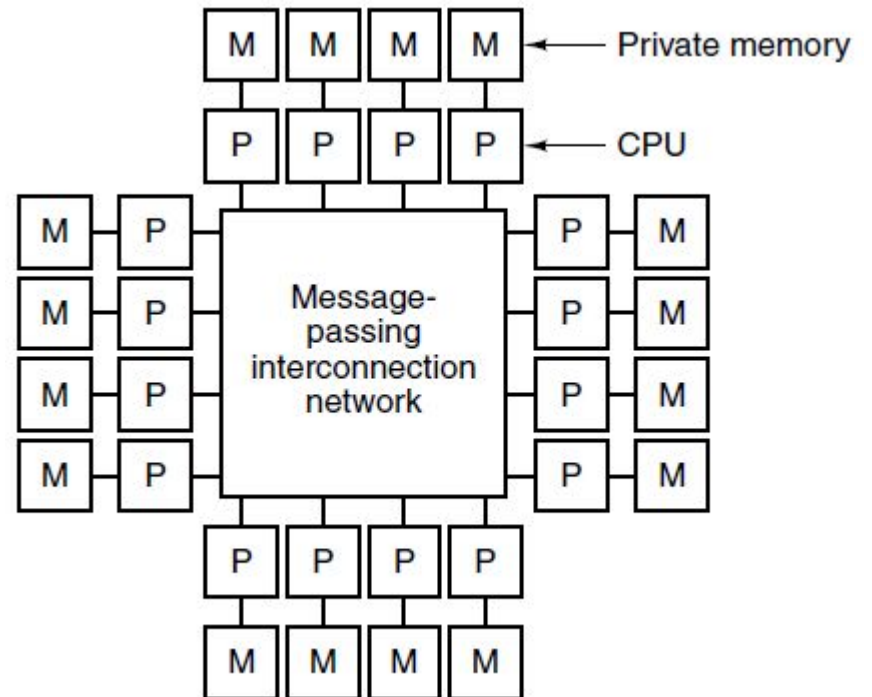 M M M M Private memory
P P P P CPU
M P P M
M P P M
M P P M
M P P M
Message-
passing
interconnection
network
P P P P
M M M M